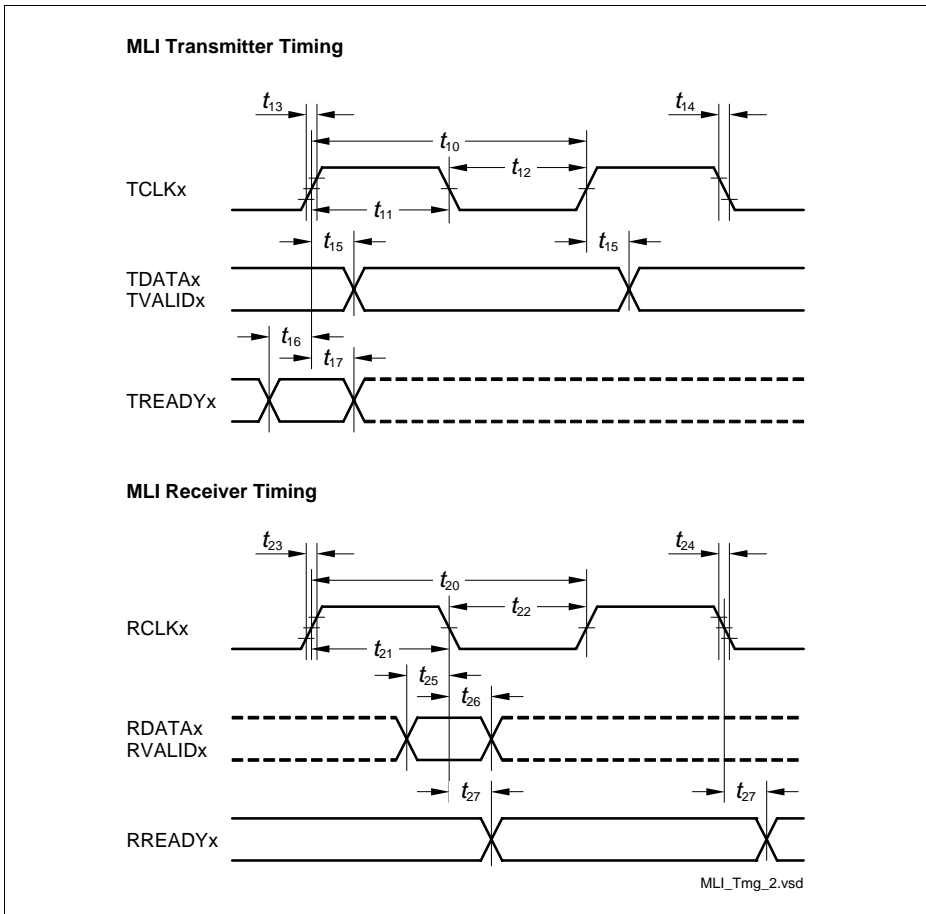 MLI Transmitter Timing
t13
t14
t10
t12
TCLKx
t11
t15
t15
TDATAx
TVALIDx
t16
t17
TREADYx
MLI Receiver Timing
t23
t24
t20
t22
RCLKx
t21
t25
t26
RDATAx
RVALIDx
t27
t27
RREADYx
MLI_Tmg_2.vsd